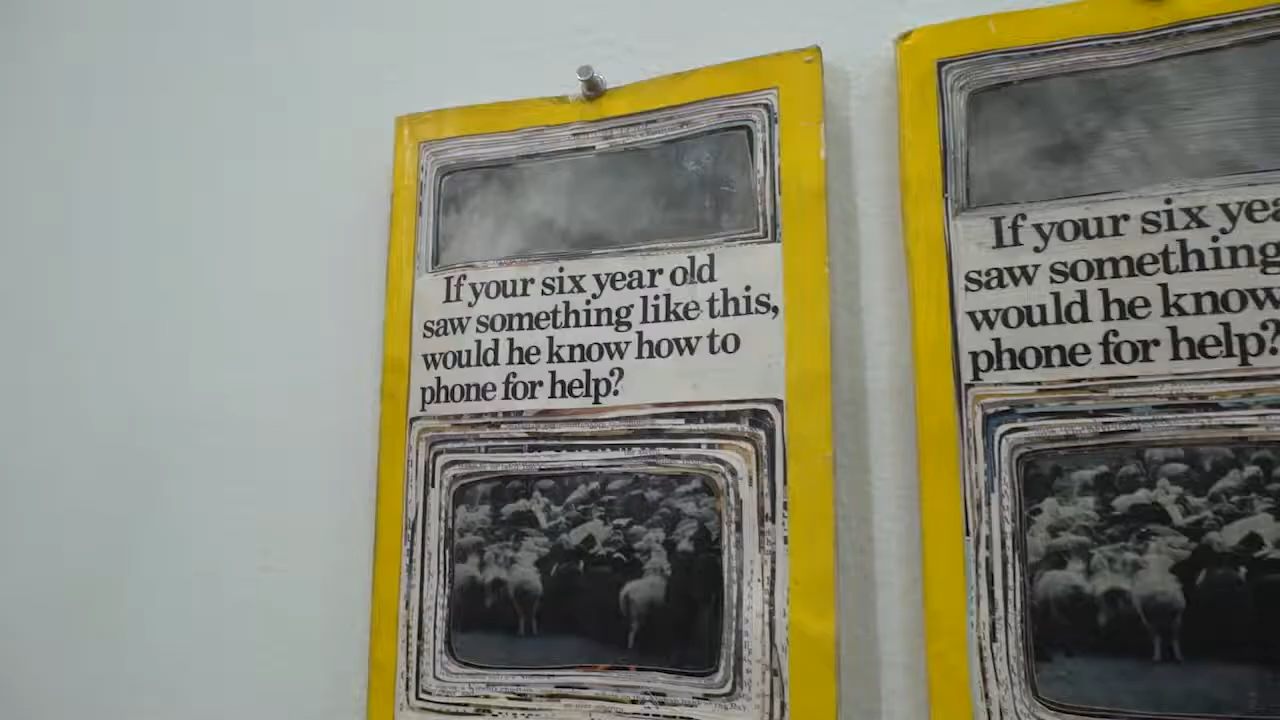 If your six year old
saw something like this,
would he know how to
phone for help?
If your six yea
saw something
would he know
phone for help?